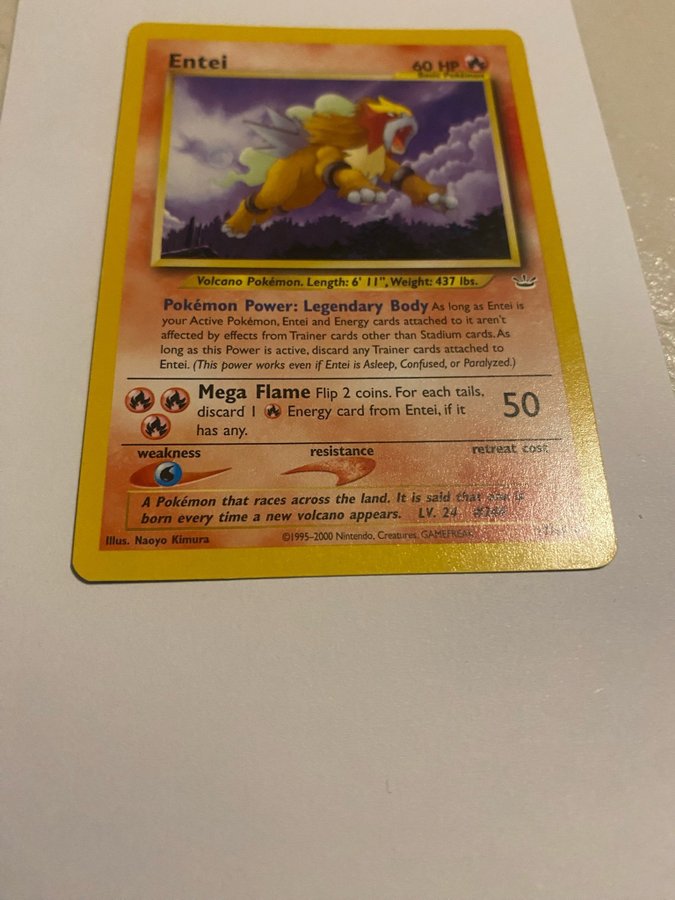 Entei
60 HP
Basic Pokémon
Volcano Pokémon. Length: 6' 11", Weight: 437 lbs.
Pokémon Power: Legendary Body As long as Entei is
your Active Pokémon, Entei and Energy cards attached to it aren't
affected by effects from Trainer cards other than Stadium cards. As
long as this Power is active, discard any Trainer cards attached to
Entei. (This power works even if Entei is Asleep, Confused, or Paralyzed.)
Mega Flame Flip 2 coins. For each tails,
discard 1 Energy card from Entei, if it
has any.
50
weakness
resistance
retreat cost
A Pokémon that races across the land. It is said that one is
born every time a new volcano appears. LV. 24 #244
Illus. Naoyo Kimura
©1995-2000 Nintendo, Creatures, GAMEFREAK